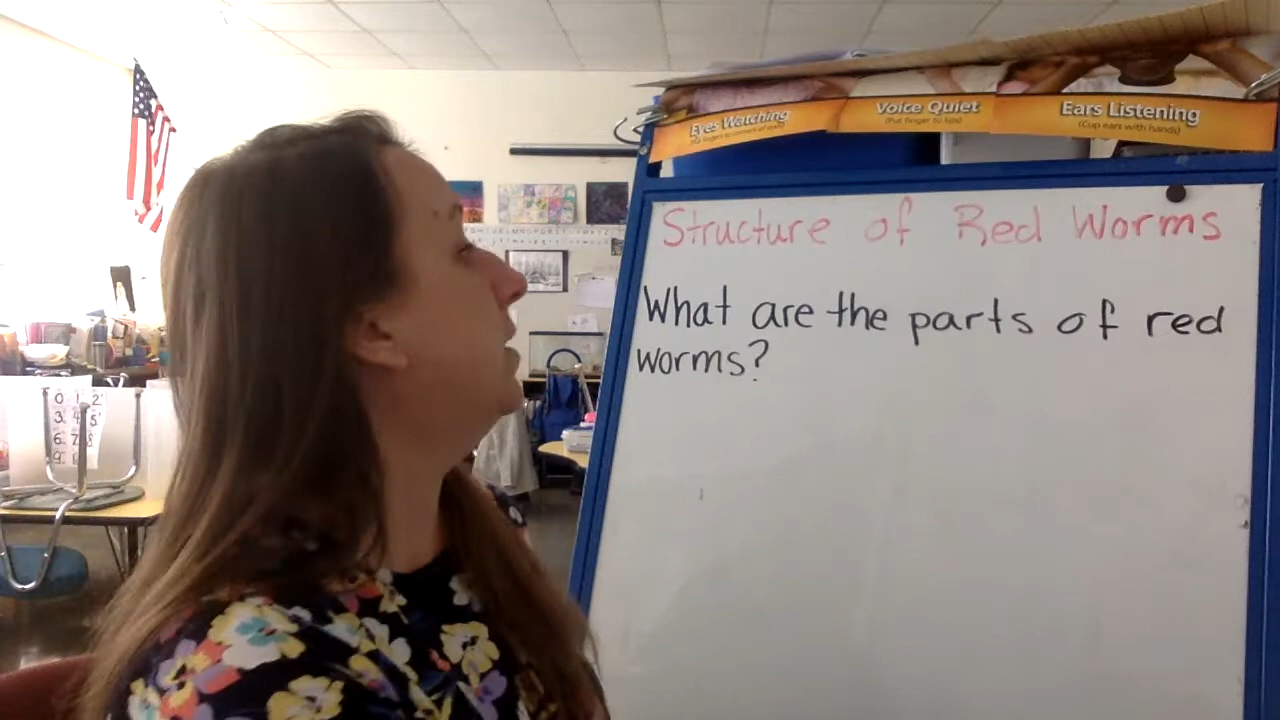 Eyes Watching
Voice Quiet
(Put finger to lips)
Ears Listening
(Cup ears with hands)
Structure of Red Worms
What are the parts of red
worms?